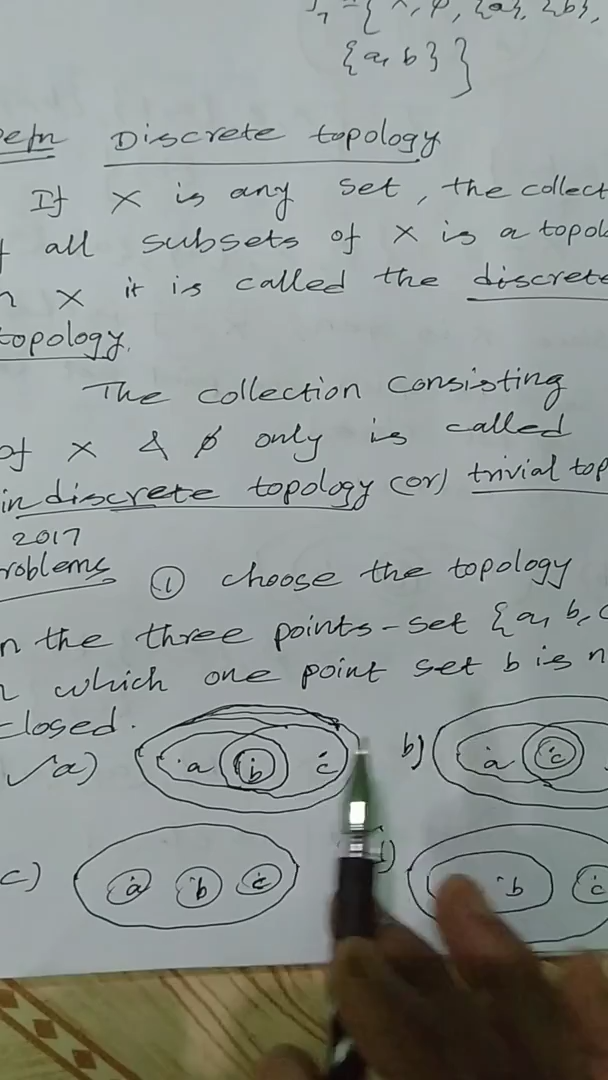 {a, b} }
Discrete topology
If X is any set, the collect
all subsets of X is a topol
X it is called the discrete
topology.
The collection consisting
of X & ϕ only is called
indiscrete topology (or) trivial top
2017
roblems ① choose the topology
n the three points-set {a, b, c
which one point set b is n
closed.
√a) a b c b) a c
c) a b c b c